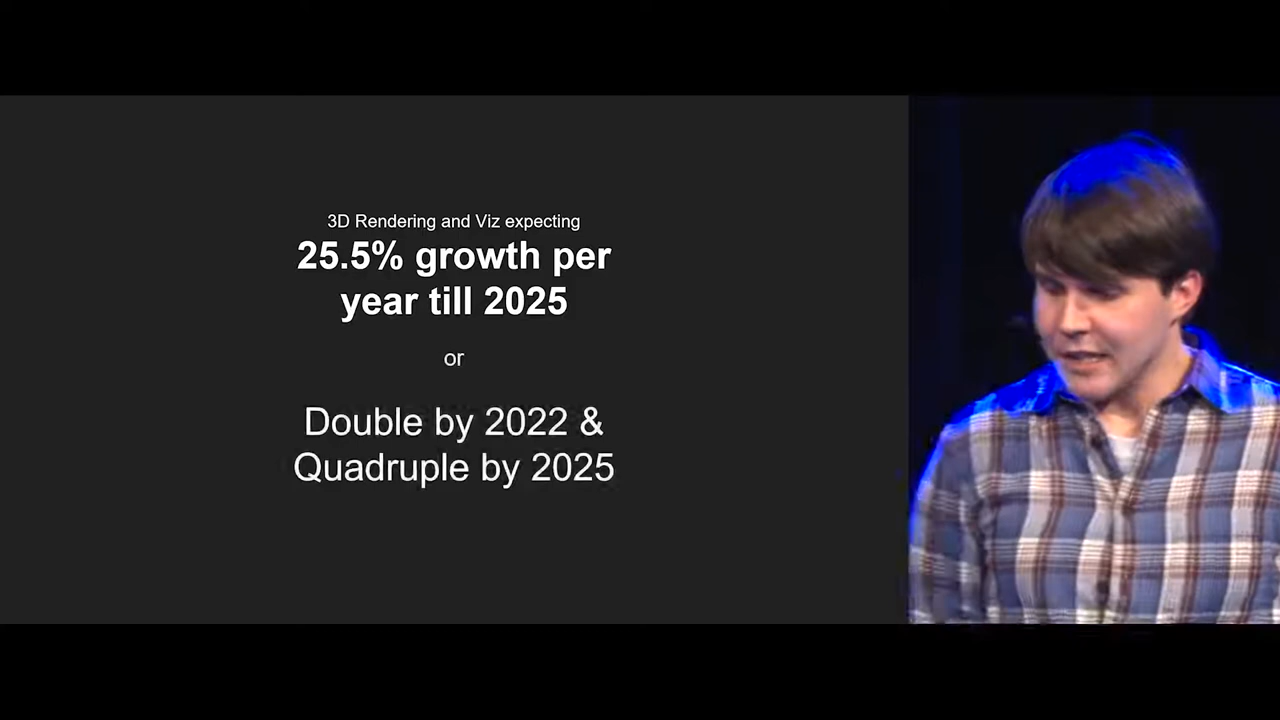 3D Rendering and Viz expecting
25.5% growth per
year till 2025
or
Double by 2022 &
Quadruple by 2025